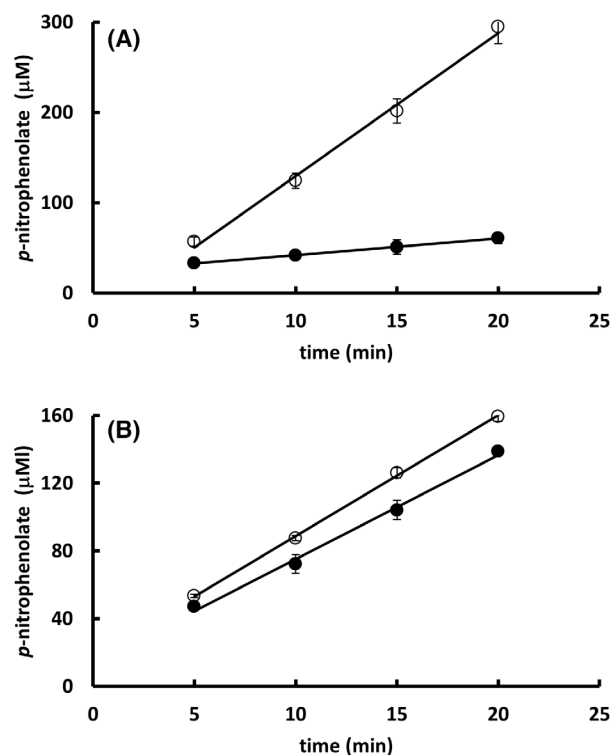 (A)
p-nitrophenolate (μM)
300
200
100
0
0 5 10 15 20 25
time (min)
(B)
p-nitrophenolate (μMI)
160
120
80
40
0
0 5 10 15 20 25
time (min)